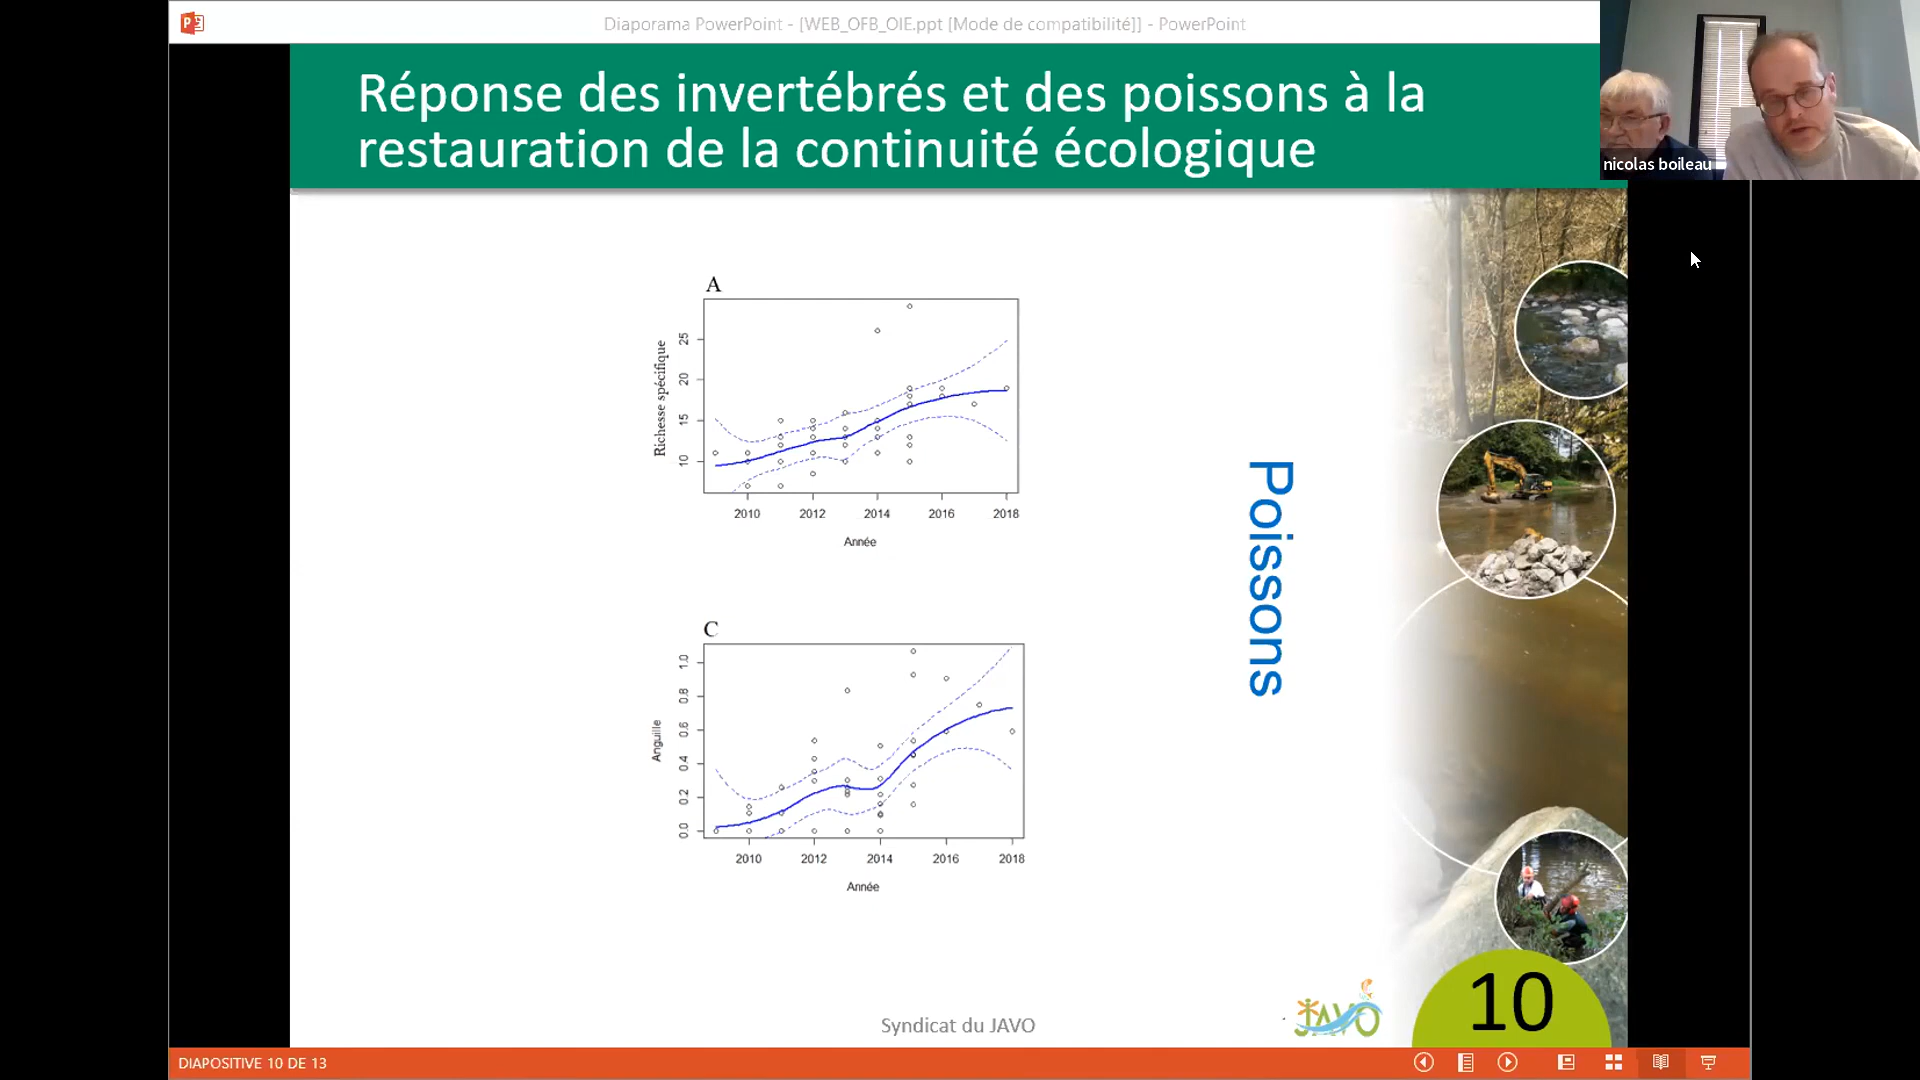 Diaporama PowerPoint - [WEB_OFB_OIE.ppt [Mode de compatibilité]] - PowerPoint
Réponse des invertébrés et des poissons à la
restauration de la continuité écologique
nicolas boileau
A
Richesse spécifique
25
20
15
10
2010 2012 2014 2016 2018
Année
C
Anguille
1.0
0.8
0.6
0.4
0.2
0.0
2010 2012 2014 2016 2018
Année
Poissons
Syndicat du JAVO
JAVO
10
DIAPOSITIVE 10 DE 13